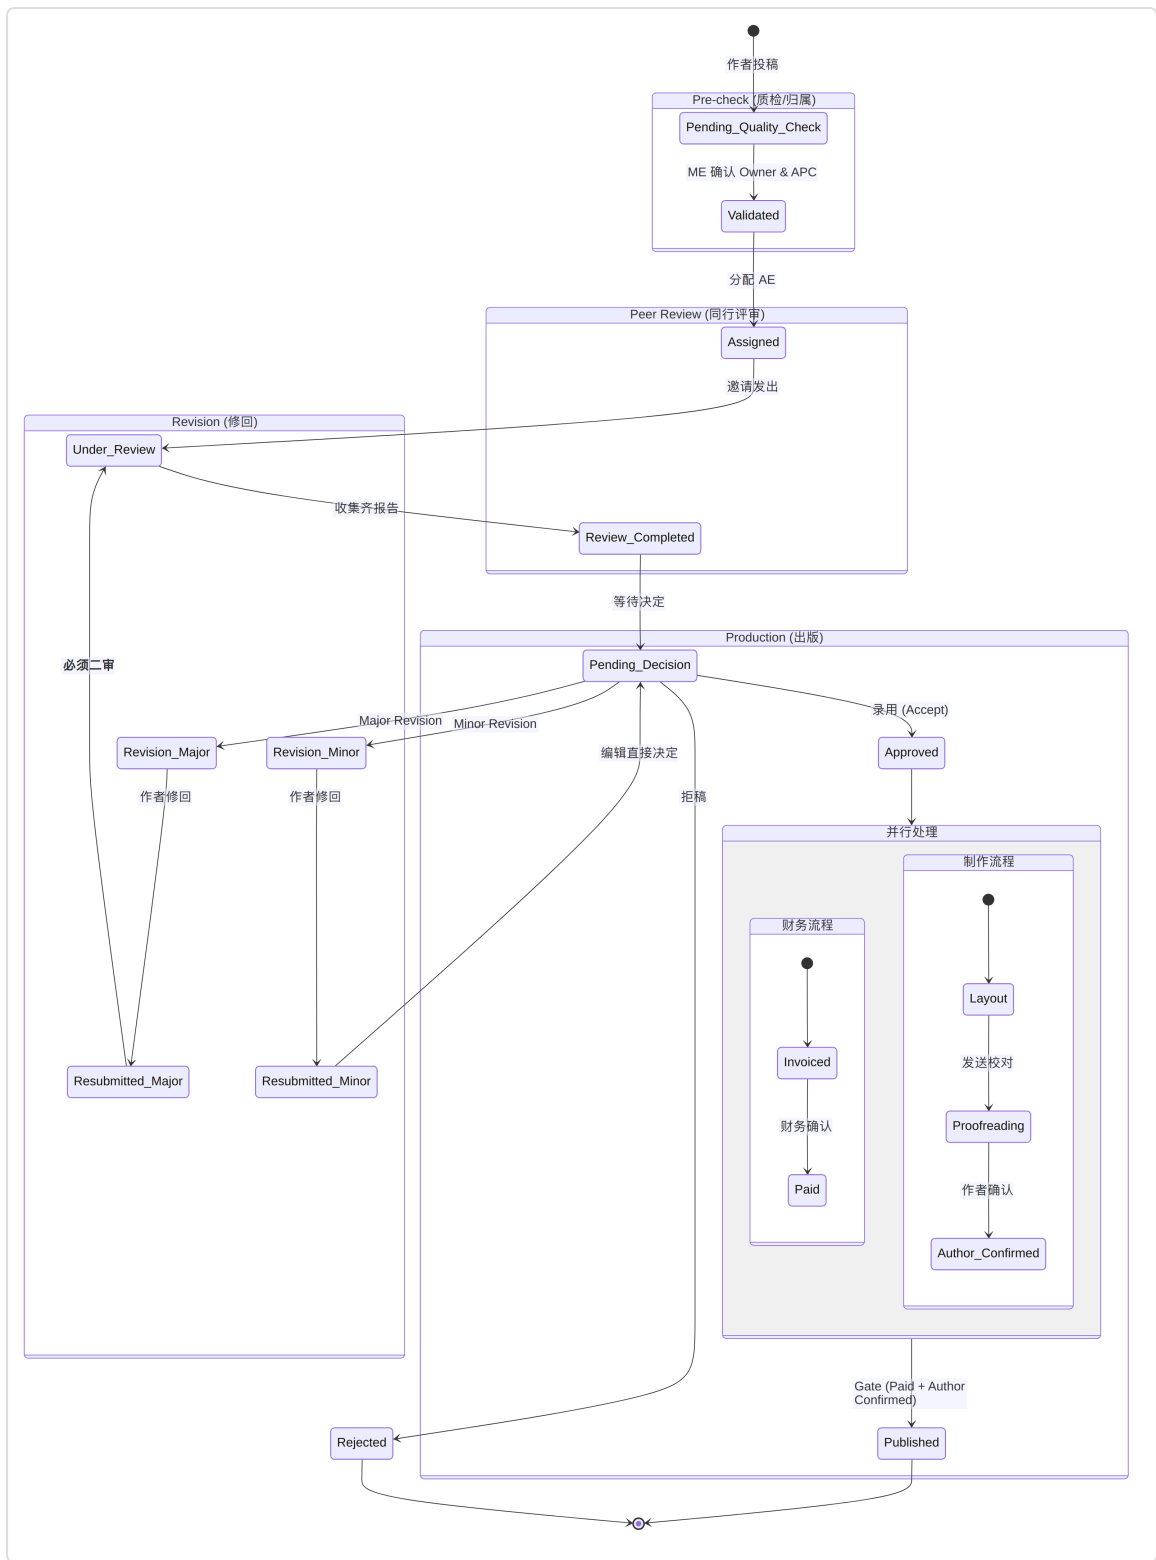 作者投稿
Pre-check (质检/归属)
Pending_Quality_Check
ME 确认 Owner & APC
Validated
分配 AE
Peer Review (同行评审)
Assigned
邀请发出
Revision (修回)
Under_Review
收集齐报告
Review_Completed
等待决定
Production (出版)
必须二审
Pending_Decision
Major Revision
Minor Revision
录用 (Accept)
Revision_Major
Revision_Minor
编辑直接决定
Approved
作者修回
作者修回
拒稿
并行处理
制作流程
财务流程
Layout
Invoiced
发送校对
Resubmitted_Major
Resubmitted_Minor
财务确认
Proofreading
Paid
作者确认
Author_Confirmed
Gate (Paid + Author
Confirmed)
Rejected
Published